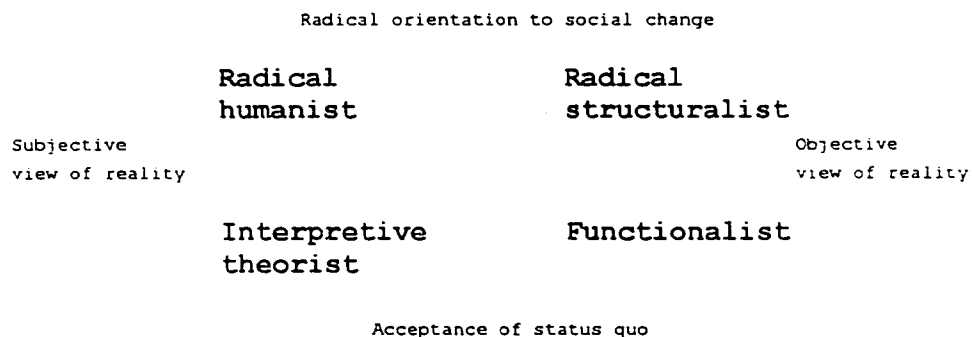 Radical orientation to social change
Radical humanist
Radical structuralist
Subjective view of reality
Objective view of reality
Interpretive theorist
Functionalist
Acceptance of status quo